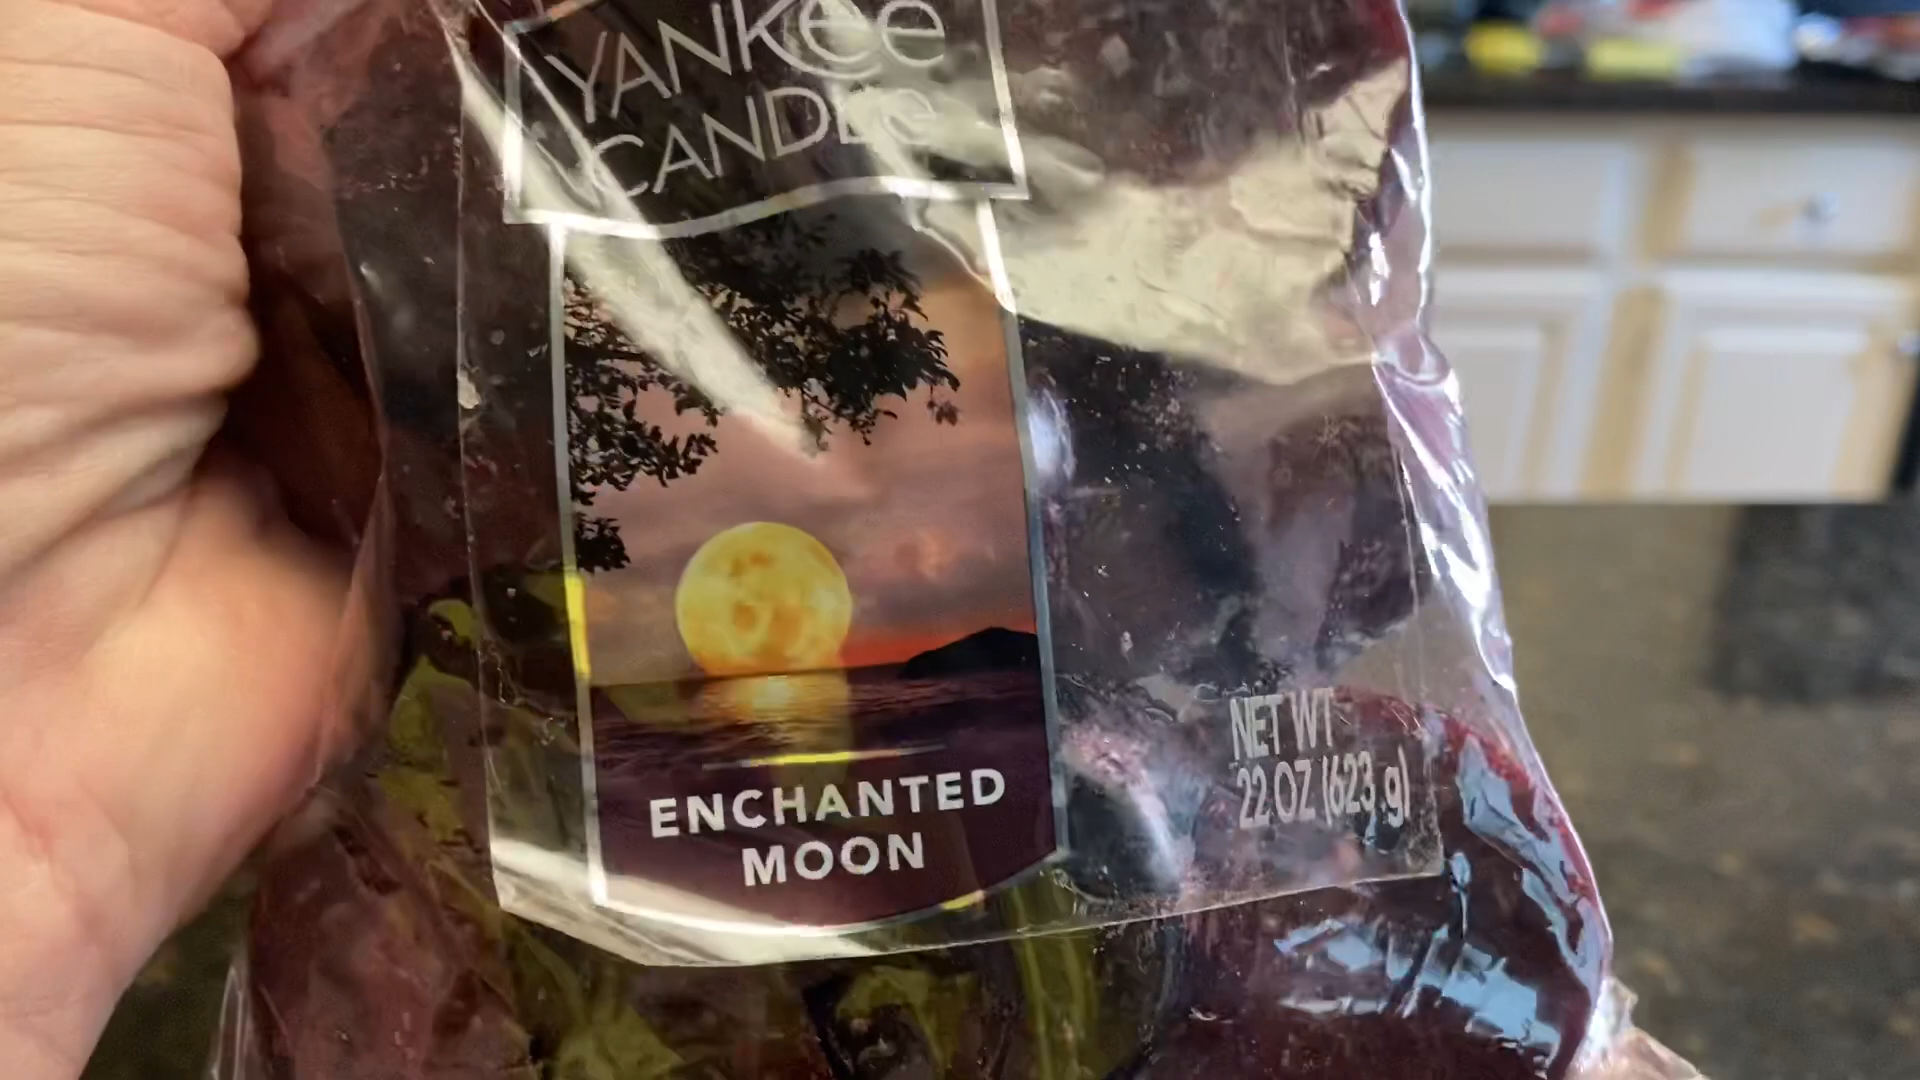 YANKEE
CANDLE
ENCHANTED
MOON
NET WT
22 OZ (623 g)